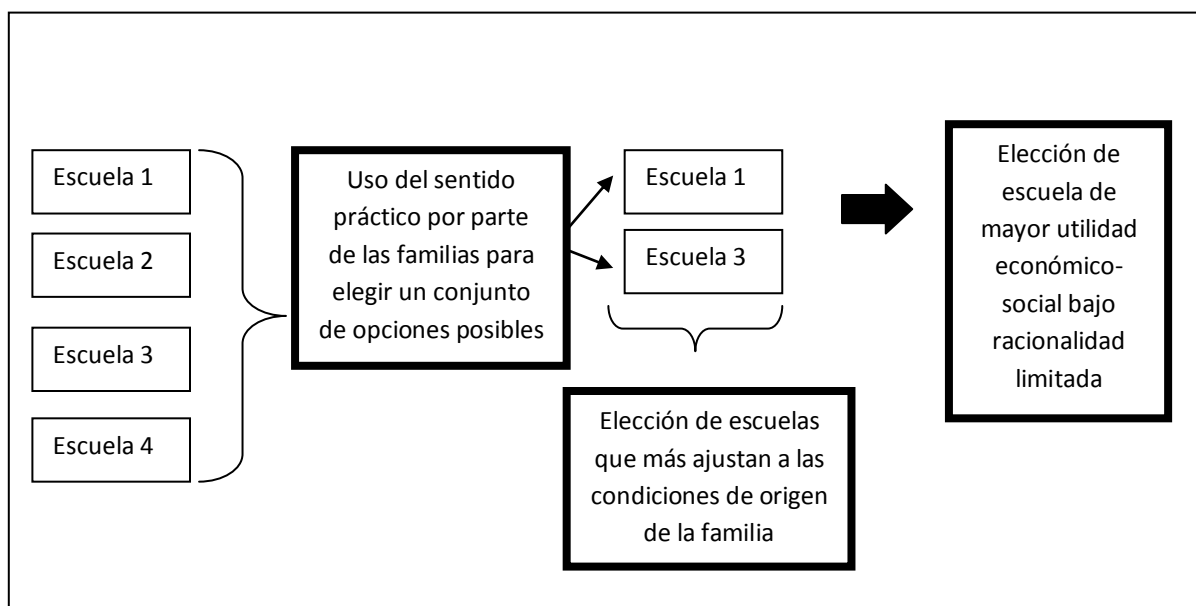 Escuela 1
Escuela 2
Escuela 3
Escuela 4
Uso del sentido
práctico por parte
de las familias para
elegir un conjunto
de opciones posibles
Escuela 1
Escuela 3
Elección de escuelas
que más ajustan a las
condiciones de origen
de la familia
Elección de
escuela de
mayor utilidad
económico-
social bajo
racionalidad
limitada